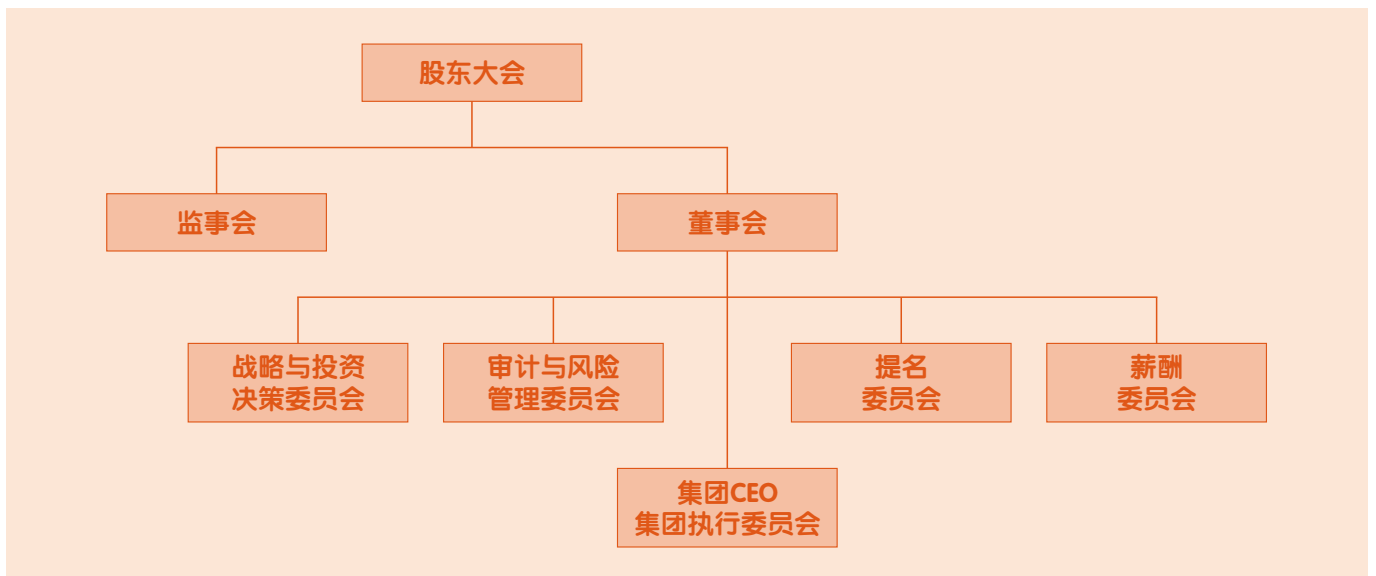 股东大会
监事会
董事会
战略与投资
决策委员会
审计与风险
管理委员会
提名
委员会
薪酬
委员会
集团CEO
集团执行委员会